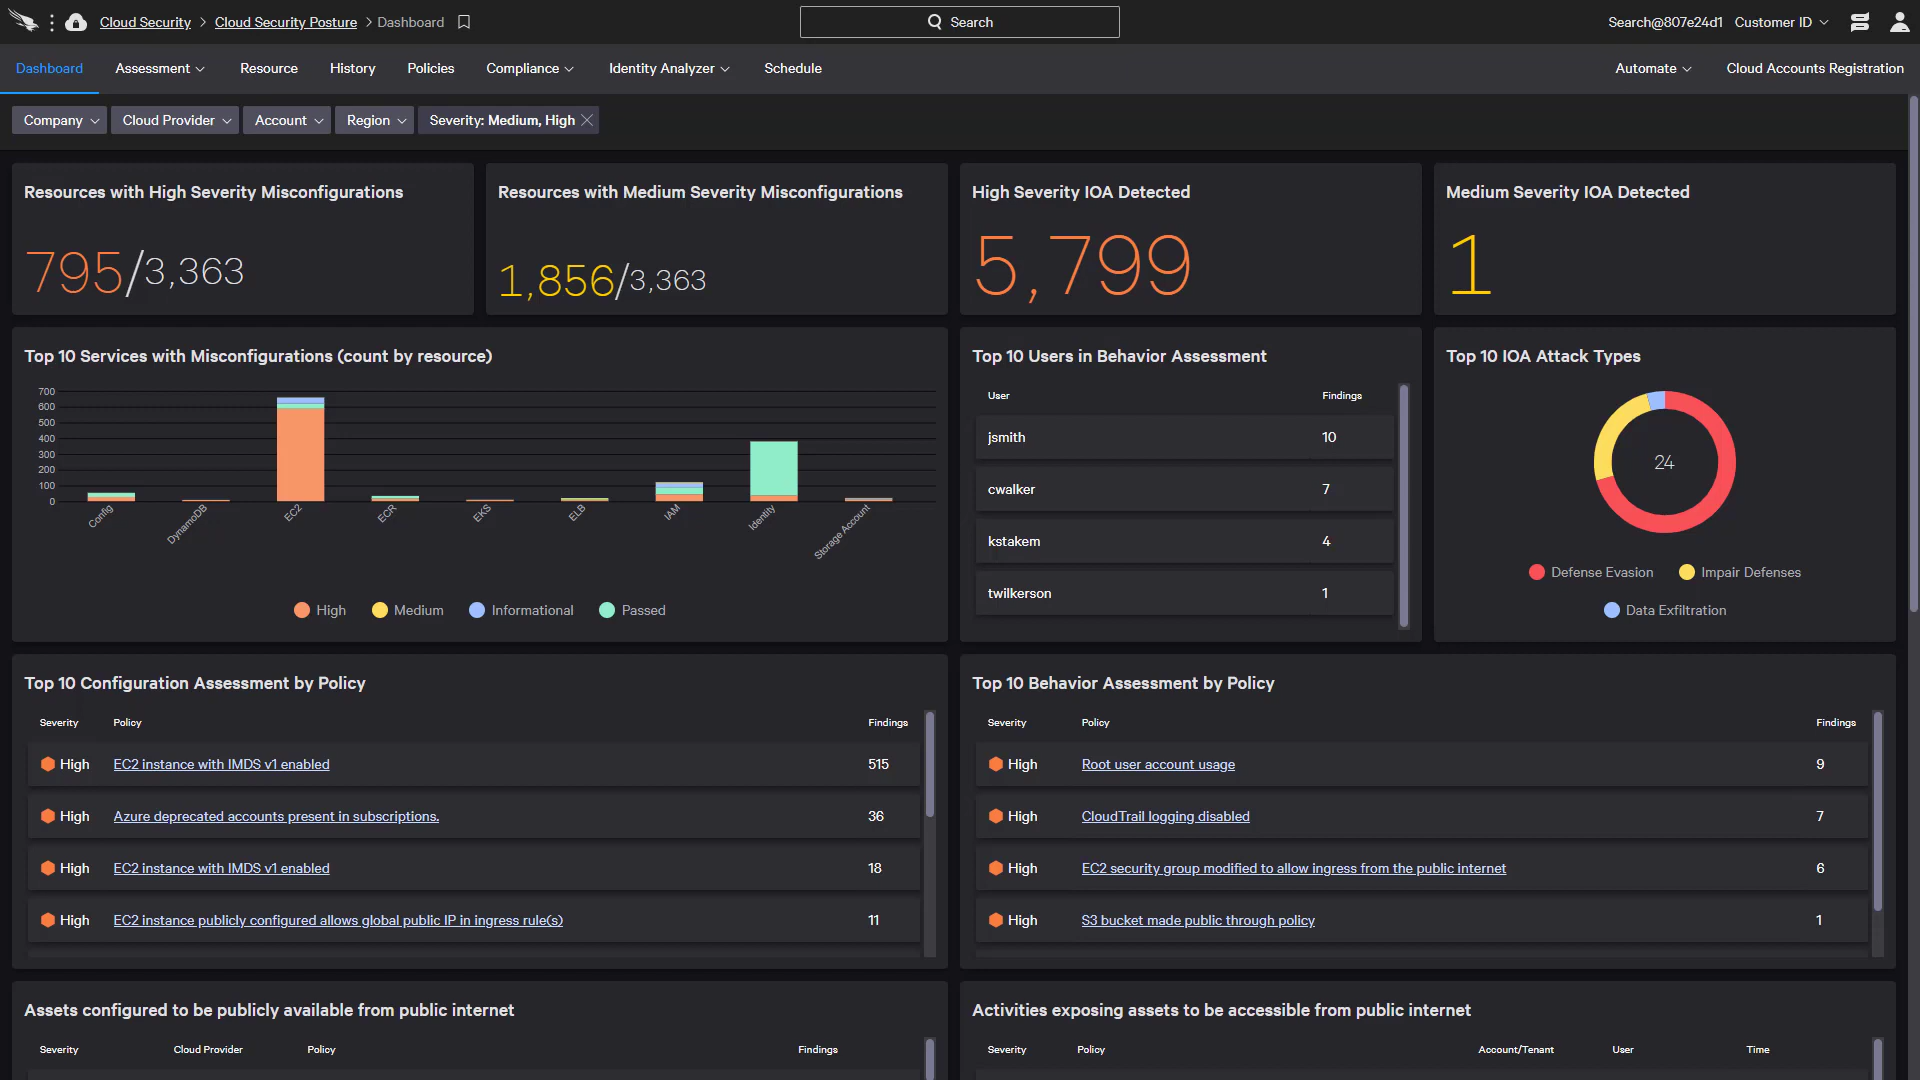 Cloud Security > Cloud Security Posture > Dashboard
Search
Search@807e24d1 Customer ID
Dashboard Assessment Resource History Policies Compliance Identity Analyzer Schedule Automate Cloud Accounts Registration
Company Cloud Provider Account Region Severity: Medium, High
Resources with High Severity Misconfigurations
795/3,363
Resources with Medium Severity Misconfigurations
1,856/3,363
High Severity IOA Detected
5,799
Medium Severity IOA Detected
1
Top 10 Services with Misconfigurations (count by resource)
700
600
500
400
300
200
100
0
Config DynamoDB EC2 ECR EKS ELB IAM Identity Storage Account
High Medium Informational Passed
Top 10 Users in Behavior Assessment
User Findings
jsmith 10
cwalker 7
kstakem 4
twilkerson 1
Top 10 IOA Attack Types
24
Defense Evasion Impair Defenses
Data Exfiltration
Top 10 Configuration Assessment by Policy
Severity Policy Findings
High EC2 instance with IMDS v1 enabled 515
High Azure deprecated accounts present in subscriptions. 36
High EC2 instance with IMDS v1 enabled 18
High EC2 instance publicly configured allows global public IP in ingress rule(s) 11
Top 10 Behavior Assessment by Policy
Severity Policy Findings
High Root user account usage 9
High CloudTrail logging disabled 7
High EC2 security group modified to allow ingress from the public internet 6
High S3 bucket made public through policy 1
Assets configured to be publicly available from public internet
Severity Cloud Provider Policy Findings
Activities exposing assets to be accessible from public internet
Severity Policy Account/Tenant User Time